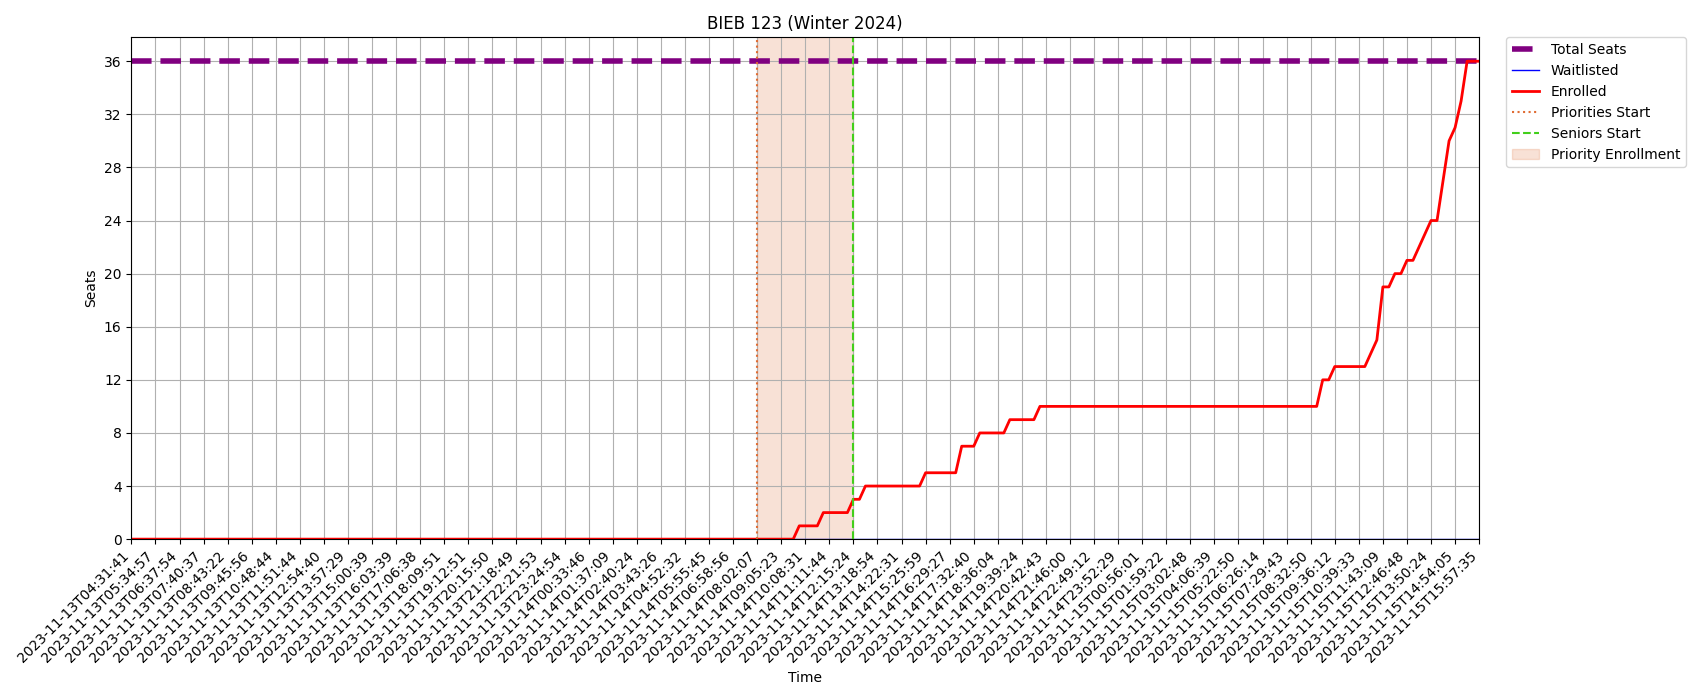 BIEB 123 (Winter 2024)
Total Seats
Waitlisted
Enrolled
Priorities Start
Seniors Start
Priority Enrollment
36
32
28
24
20
16
12
8
4
0
Seats
2023-11-13T04:31:41
2023-11-13T05:34:57
2023-11-13T06:37:54
2023-11-13T07:40:37
2023-11-13T08:43:22
2023-11-13T09:45:56
2023-11-13T10:48:44
2023-11-13T11:51:44
2023-11-13T12:54:40
2023-11-13T13:57:29
2023-11-13T15:00:39
2023-11-13T16:03:39
2023-11-13T17:06:38
2023-11-13T18:09:51
2023-11-13T19:12:51
2023-11-13T20:15:50
2023-11-13T21:18:49
2023-11-13T22:21:53
2023-11-13T23:24:54
2023-11-14T00:33:46
2023-11-14T01:37:09
2023-11-14T02:40:24
2023-11-14T03:43:26
2023-11-14T04:52:32
2023-11-14T05:55:45
2023-11-14T06:58:56
2023-11-14T08:02:07
2023-11-14T09:05:23
2023-11-14T10:08:31
2023-11-14T11:11:44
2023-11-14T12:15:24
2023-11-14T13:18:54
2023-11-14T14:22:31
2023-11-14T15:25:59
2023-11-14T16:29:27
2023-11-14T17:32:40
2023-11-14T18:36:04
2023-11-14T19:39:24
2023-11-14T20:42:43
2023-11-14T21:46:00
2023-11-14T22:49:12
2023-11-14T23:52:29
2023-11-15T00:56:01
2023-11-15T01:59:22
2023-11-15T03:02:48
2023-11-15T04:06:39
2023-11-15T05:22:50
2023-11-15T06:26:14
2023-11-15T07:29:43
2023-11-15T08:32:50
2023-11-15T09:36:12
2023-11-15T10:39:33
2023-11-15T11:43:09
2023-11-15T12:46:48
2023-11-15T13:50:24
2023-11-15T14:54:05
2023-11-15T15:57:35
Time